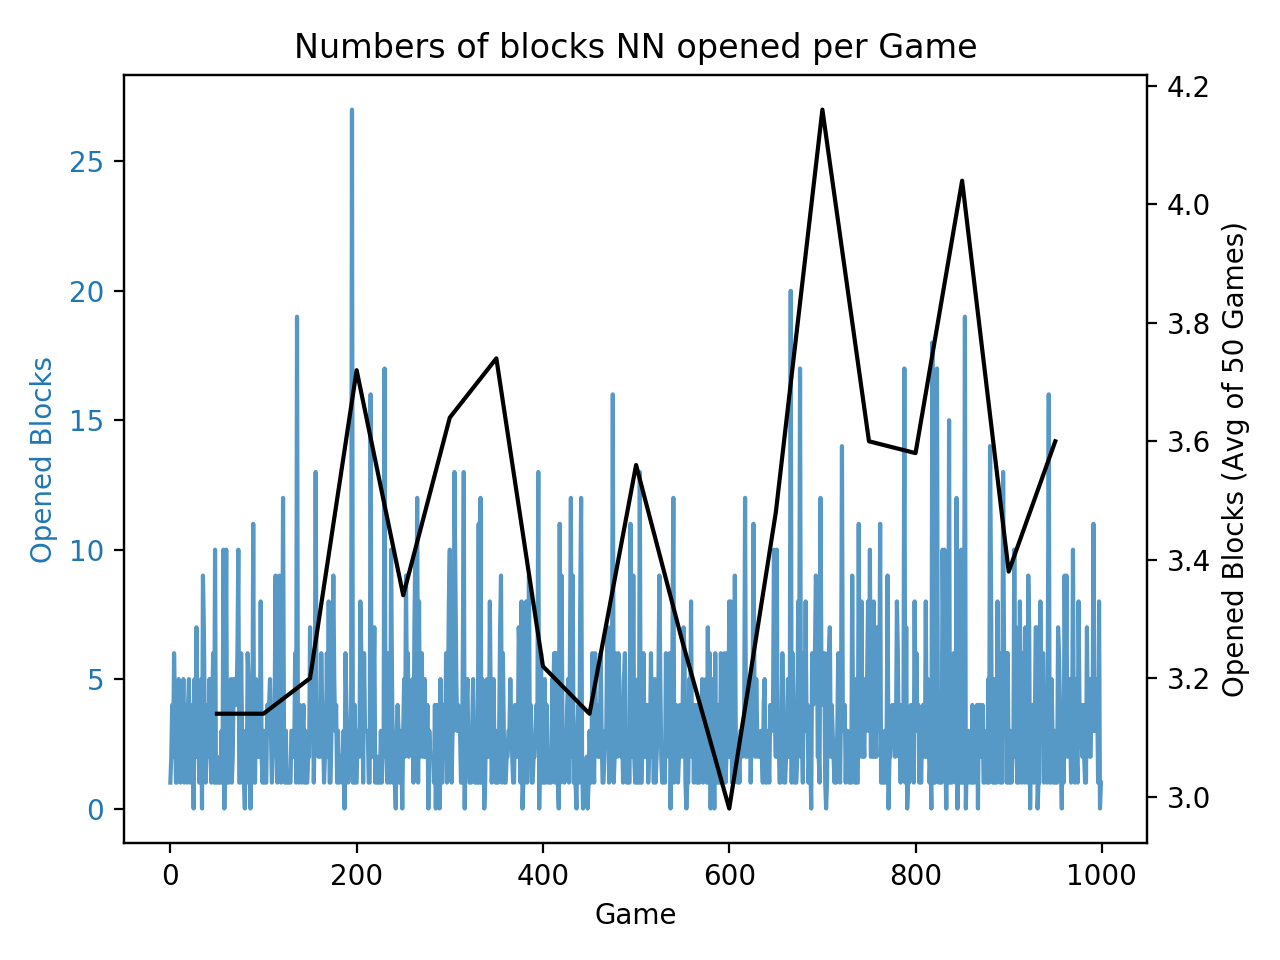 Numbers of blocks NN opened per Game
Opened Blocks
25
20
15
10
5
0
4.2
4.0
3.8
3.6
3.4
3.2
3.0
Opened Blocks (Avg of 50 Games)
0 200 400 600 800 1000
Game